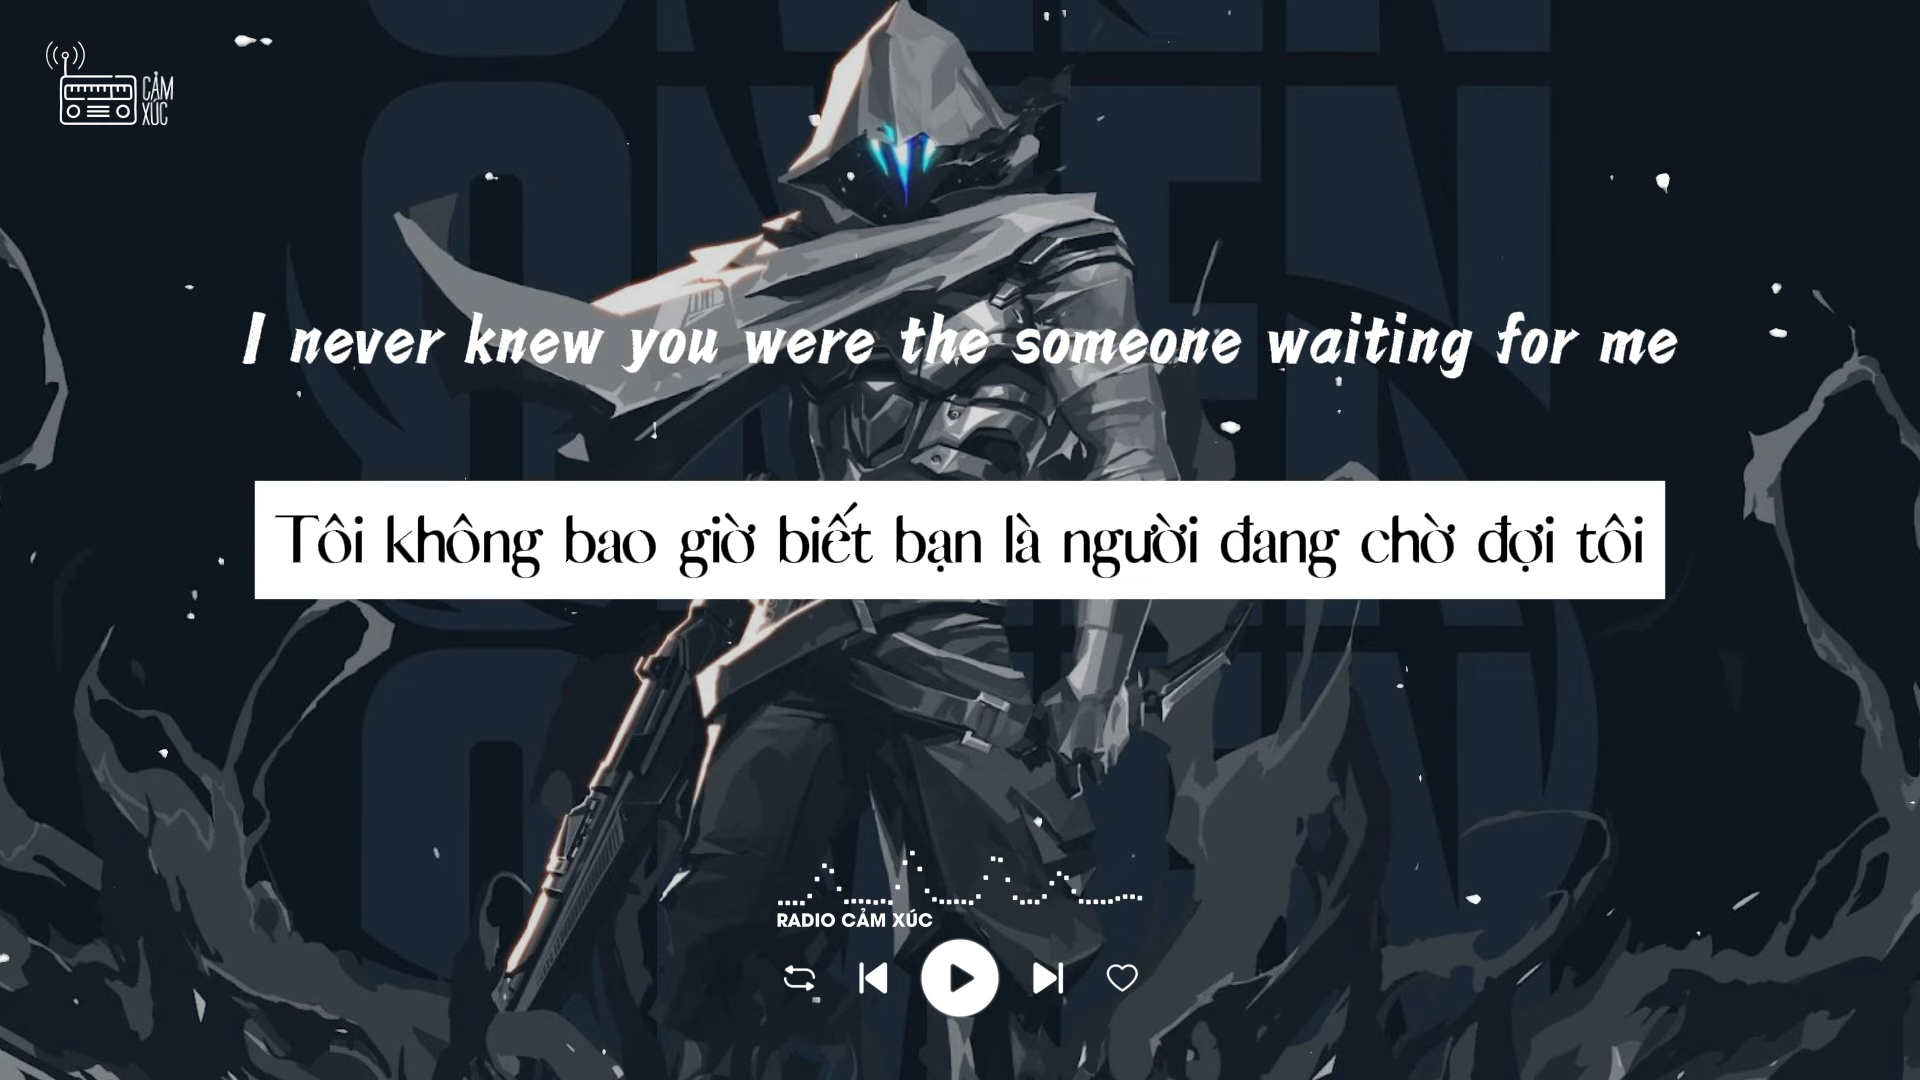 CẢM
XÚC
OMEN
I never knew you were the someone waiting for me
Tôi không bao giờ biết bạn là người đang chờ đợi tôi
RADIO CẢM XÚC